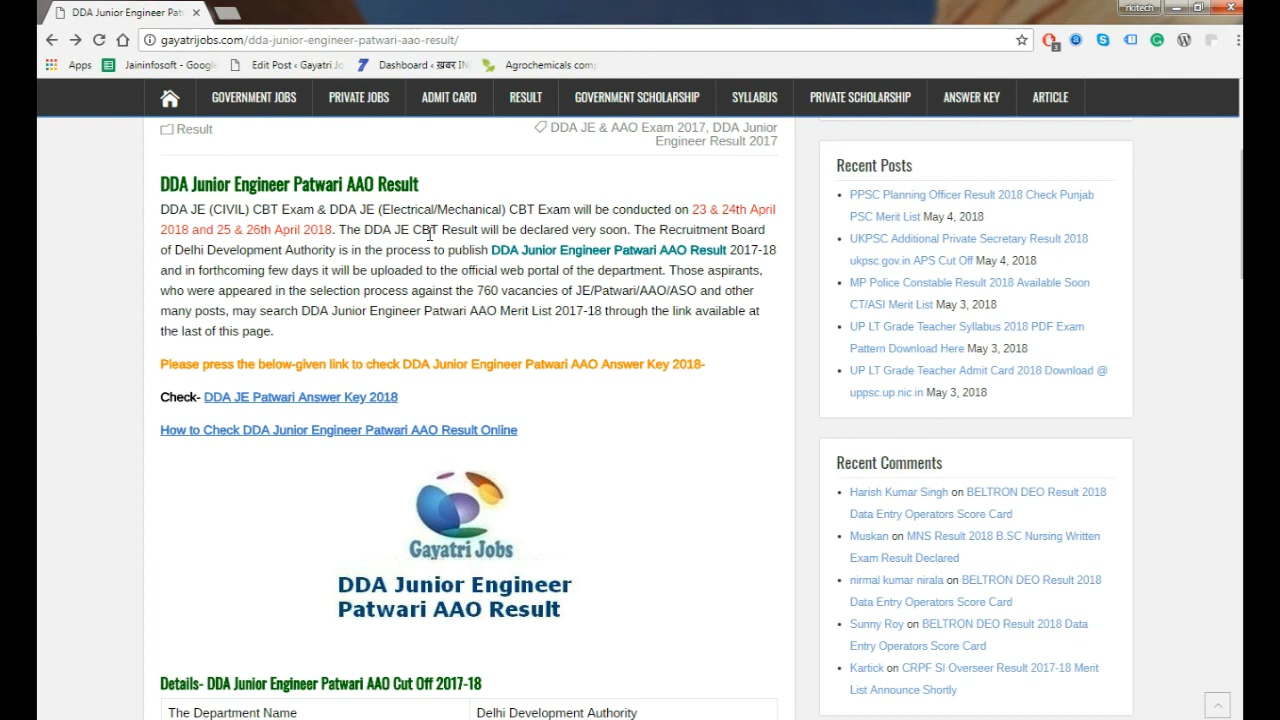 DDA Junior Engineer Pat
rkitech
gayatrijobs.com/dda-junior-engineer-patwari-aao-result/
3
Apps Jaininfosoft - Googl Edit Post ‹ Gayatri Jo Dashboard ‹ ख़बर IN Agrochemicals com
GOVERNMENT JOBS PRIVATE JOBS ADMIT CARD RESULT GOVERNMENT SCHOLARSHIP SYLLABUS PRIVATE SCHOLARSHIP ANSWER KEY ARTICLE
Result
DDA JE & AAO Exam 2017, DDA Junior
Engineer Result 2017
DDA Junior Engineer Patwari AAO Result
DDA JE (CIVIL) CBT Exam & DDA JE (Electrical/Mechanical) CBT Exam will be conducted on 23 & 24th April
2018 and 25 & 26th April 2018. The DDA JE CBT Result will be declared very soon. The Recruitment Board
of Delhi Development Authority is in the process to publish DDA Junior Engineer Patwari AAO Result 2017-18
and in forthcoming few days it will be uploaded to the official web portal of the department. Those aspirants,
who were appeared in the selection process against the 760 vacancies of JE/Patwari/AAO/ASO and other
many posts, may search DDA Junior Engineer Patwari AAO Merit List 2017-18 through the link available at
the last of this page.
Please press the below-given link to check DDA Junior Engineer Patwari AAO Answer Key 2018-
Check- DDA JE Patwari Answer Key 2018
How to Check DDA Junior Engineer Patwari AAO Result Online
Gayatri Jobs
DDA Junior Engineer
Patwari AAO Result
Details- DDA Junior Engineer Patwari AAO Cut Off 2017-18
The Department Name Delhi Development Authority
Recent Posts
PPSC Planning Officer Result 2018 Check Punjab
PSC Merit List May 4, 2018
UKPSC Additional Private Secretary Result 2018
ukpsc.gov.in APS Cut Off May 4, 2018
MP Police Constable Result 2018 Available Soon
CT/ASI Merit List May 3, 2018
UP LT Grade Teacher Syllabus 2018 PDF Exam
Pattern Download Here May 3, 2018
UP LT Grade Teacher Admit Card 2018 Download @
uppsc.up.nic.in May 3, 2018
Recent Comments
Harish Kumar Singh on BELTRON DEO Result 2018
Data Entry Operators Score Card
Muskan on MNS Result 2018 B.SC Nursing Written
Exam Result Declared
nirmal kumar nirala on BELTRON DEO Result 2018
Data Entry Operators Score Card
Sunny Roy on BELTRON DEO Result 2018 Data
Entry Operators Score Card
Kartick on CRPF SI Overseer Result 2017-18 Merit
List Announce Shortly